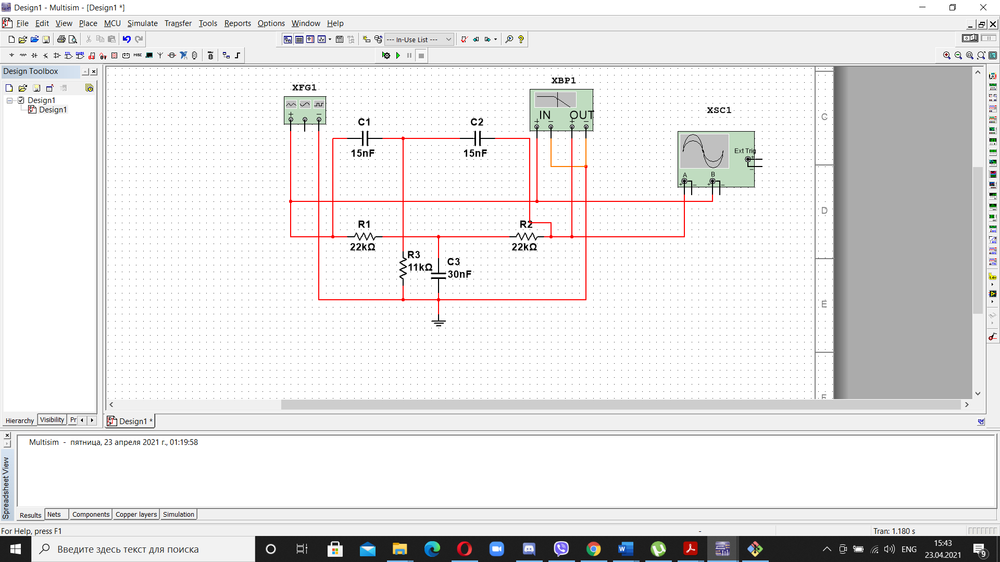 Design1 - Multisim - [Design1 *]
File Edit View Place MCU Simulate Transfer Tools Reports Options Window Help
--- In-Use List ---
MISC
Design Toolbox
Design1
Design1
XFG1
+ −
C1
15nF
C2
15nF
XBP1
IN OUT
+ − + −
XSC1
Ext Trig
+
−
A B
+ − + −
R1
22kΩ
R2
22kΩ
R3
11kΩ
C3
30nF
C
D
E
F
Hierarchy Visibility Pr
Design1 *
Spreadsheet View
Multisim - пятница, 23 апреля 2021 г., 01:19:58
Results Nets Components Copper layers Simulation
For Help, press F1
-
Tran: 1.180 s
Введите здесь текст для поиска
ENG
15:43
23.04.2021
9